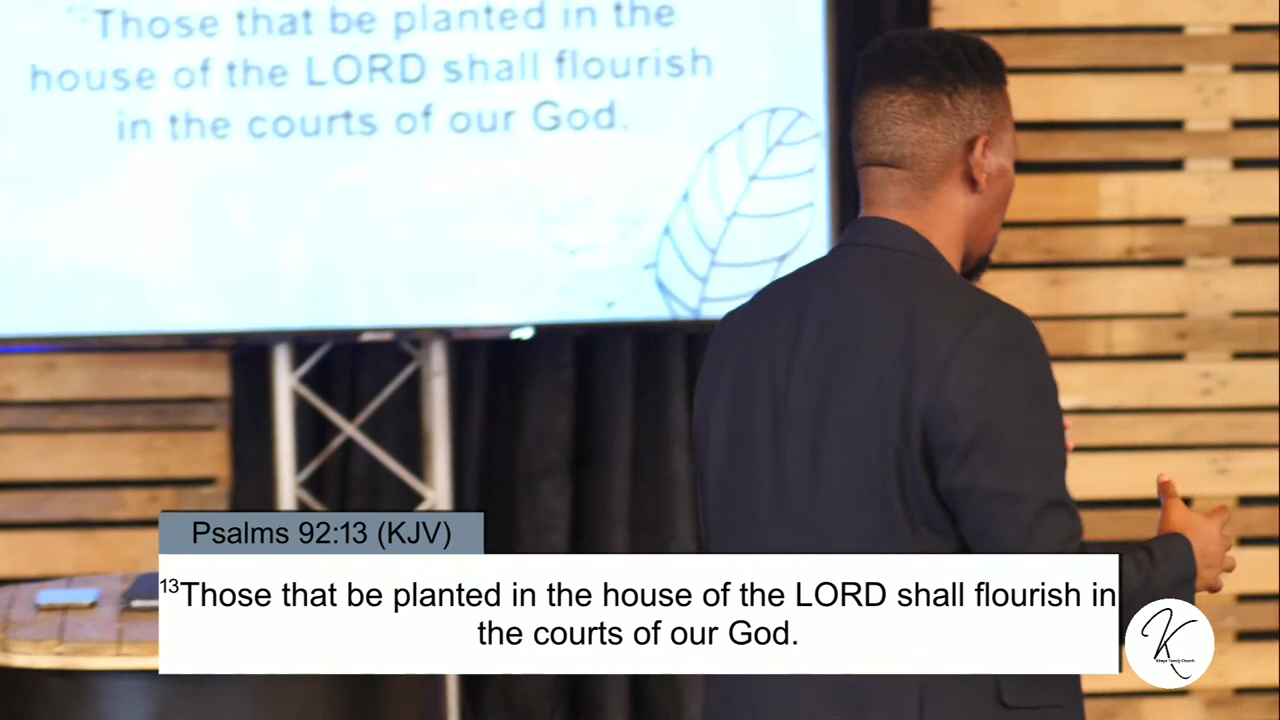 Those that be planted in the
house of the LORD shall flourish
in the courts of our God.
Psalms 92:13 (KJV)
13Those that be planted in the house of the LORD shall flourish in
the courts of our God.
K